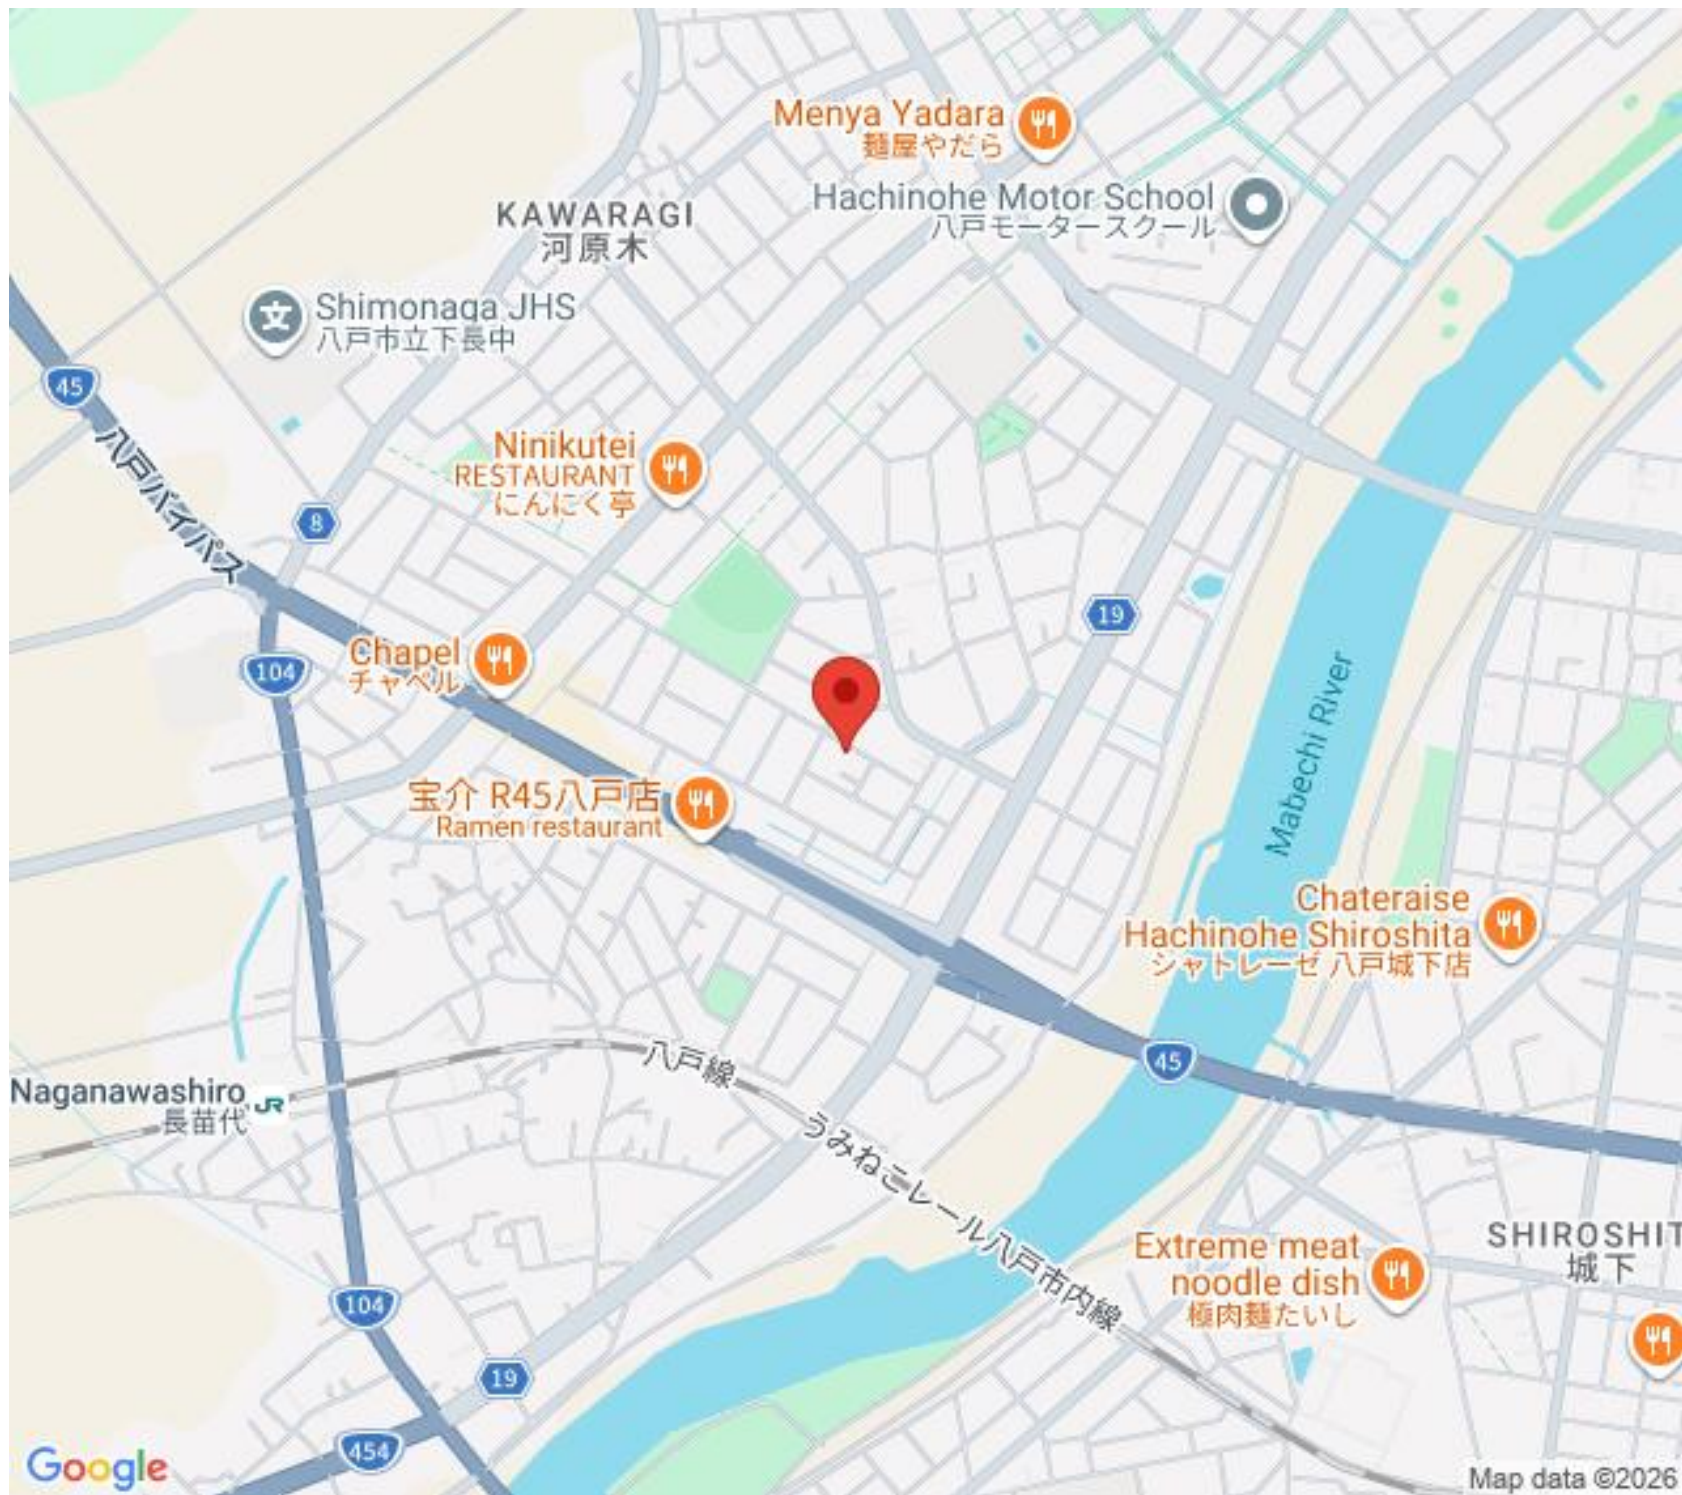 Menya Yadara
麺屋やだら
Hachinohe Motor School
八戸モータースクール
KAWARAGI
河原木
文
Shimonaga JHS
八戸市立下長中
45
八戸バイパス
Ninikutei
RESTAURANT
にんにく亭
8
19
Chapel
チャペル
104
Mabechi River
宝介 R45八戸店
Ramen restaurant
Chateraise
Hachinohe Shiroshita
シャトレーゼ 八戸城下店
45
八戸線
Naganawashiro
長苗代
JR
うみねこレール八戸市内線
SHIROSHIT
城下
Extreme meat
noodle dish
極肉麺たいし
104
19
454
Google
Map data ©2026